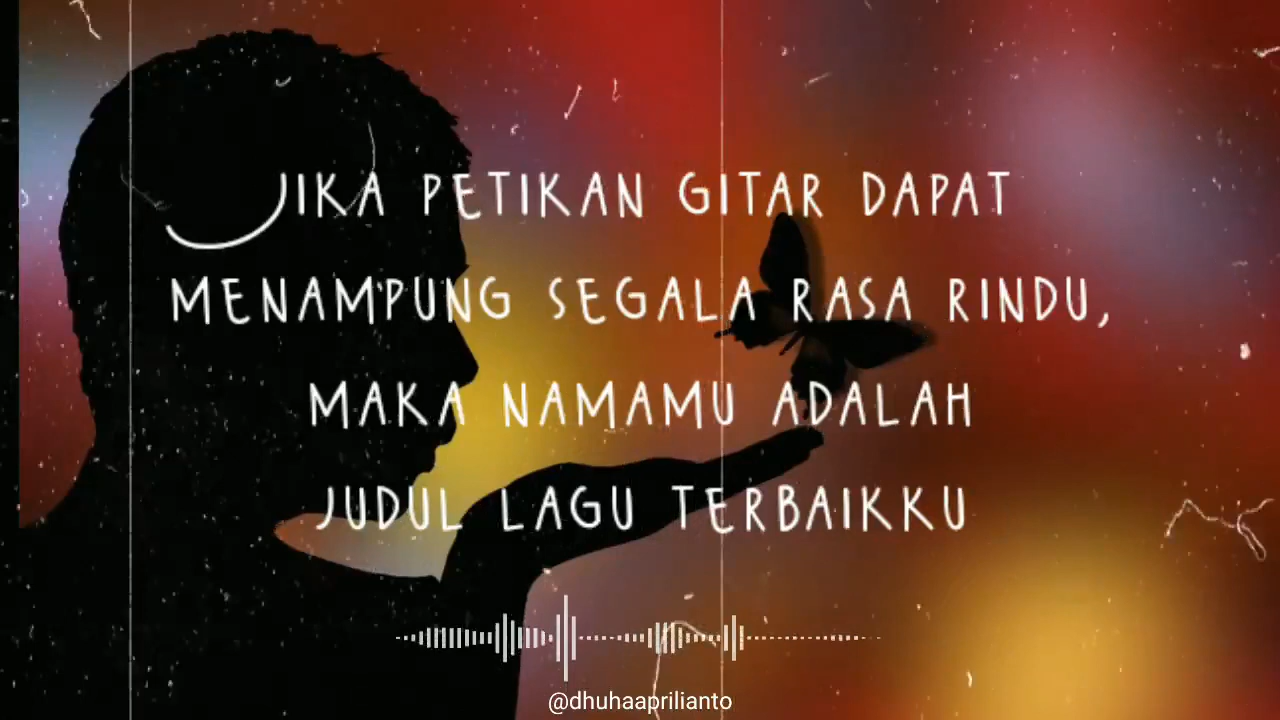 JIKA PETIKAN GITAR DAPAT
MENAMPUNG SEGALA RASA RINDU,
MAKA NAMAMU ADALAH
JUDUL LAGU TERBAIKKU
@dhuhaaprilianto